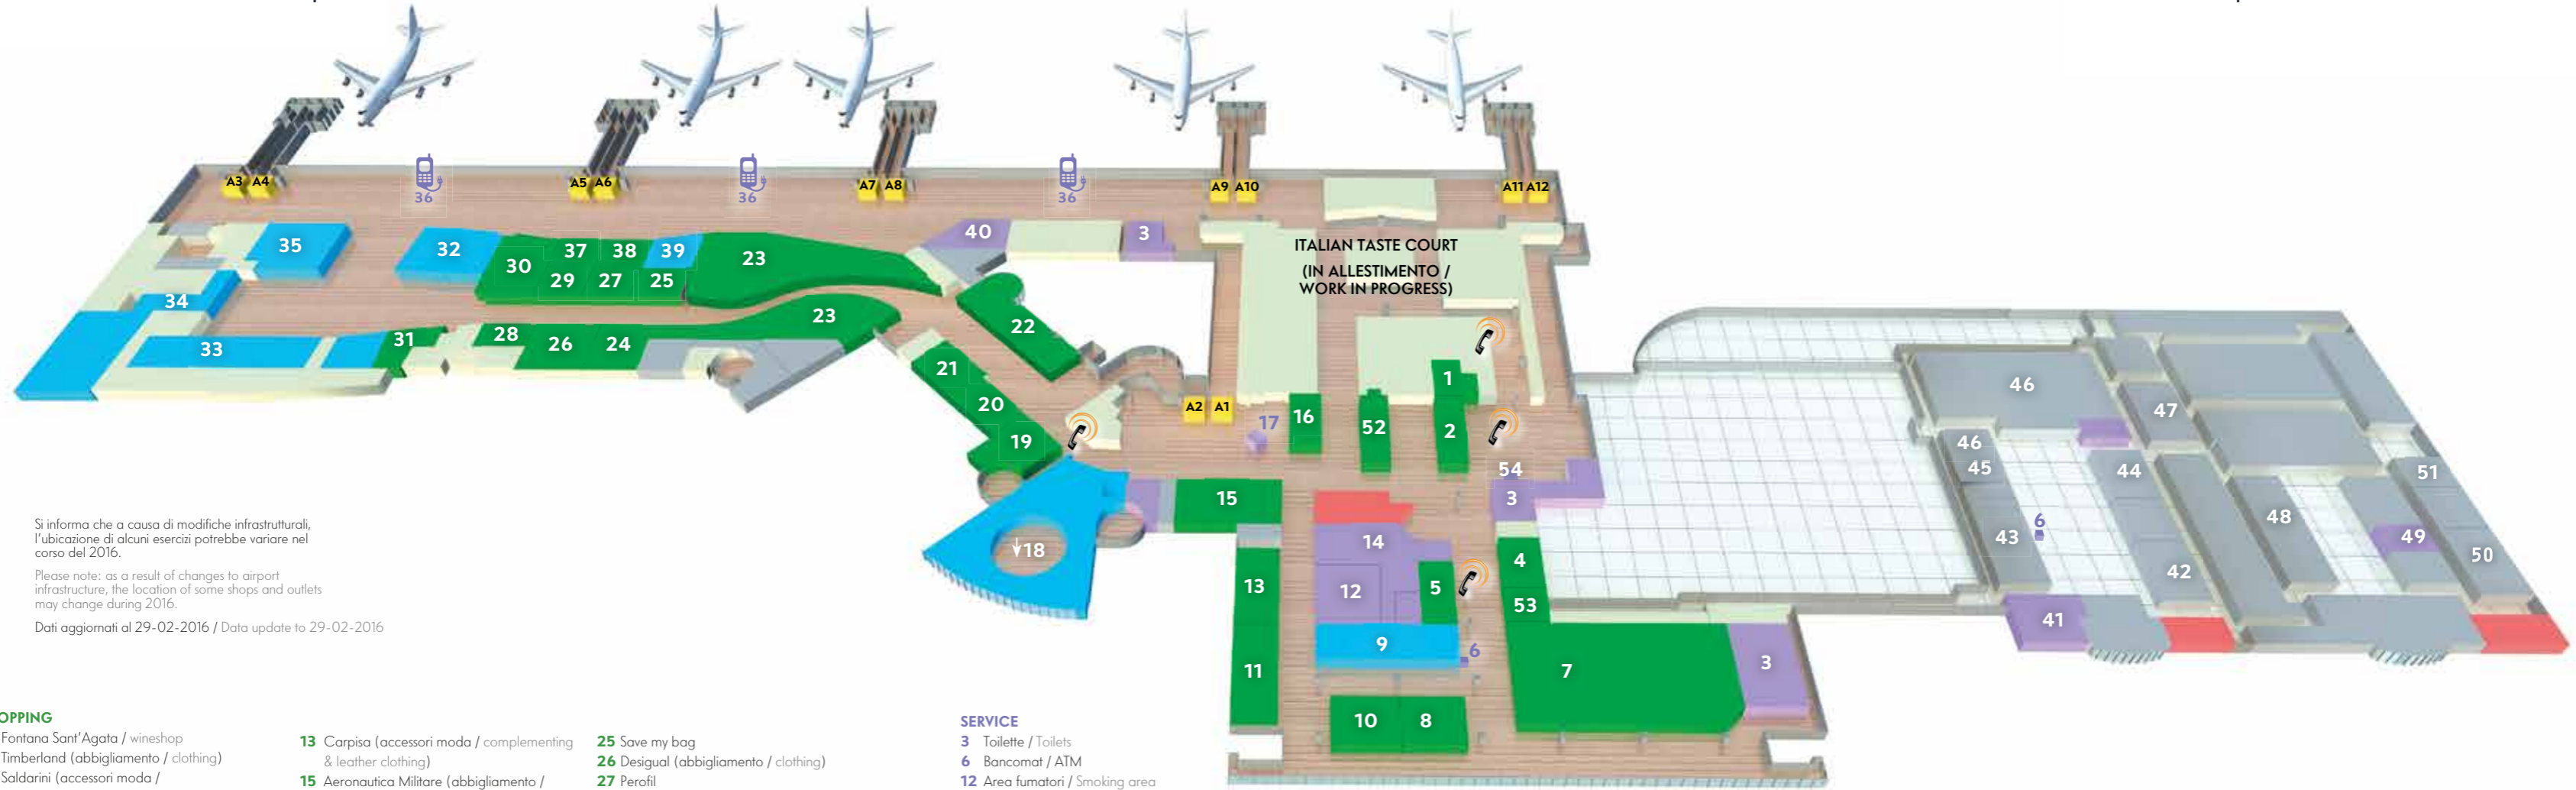 A3 A4
36
A5 A6
36
A7 A8
36
A9 A10
A11 A12
35
32
30
37
38
39
29
27
25
23
40
3
ITALIAN TASTE COURT
(IN ALLESTIMENTO /
WORK IN PROGRESS)
34
33
31
28
26
24
23
22
21
20
19
A2 A1
17
16
52
1
2
54
3
15
18
14
12
5
4
53
13
11
9
6
10
8
7
3
46
47
46
45
44
43
6
42
48
51
49
50
41
Si informa che a causa di modifiche infrastrutturali,
l'ubicazione di alcuni esercizi potrebbe variare nel
corso del 2016.
Please note: as a result of changes to airport
infrastructure, the location of some shops and outlets
may change during 2016.
Dati aggiornati al 29-02-2016 / Data update to 29-02-2016
OPPING
Fontana Sant'Agata / wineshop
Timberland (abbigliamento / clothing)
Saldarini (accessori moda /
13 Carpisa (accessori moda / complementing
& leather clothing)
15 Aeronautica Militare (abbigliamento /
25 Save my bag
26 Desigual (abbigliamento / clothing)
27 Perofil
SERVICE
3 Toilette / Toilets
6 Bancomat / ATM
12 Area fumatori / Smoking area